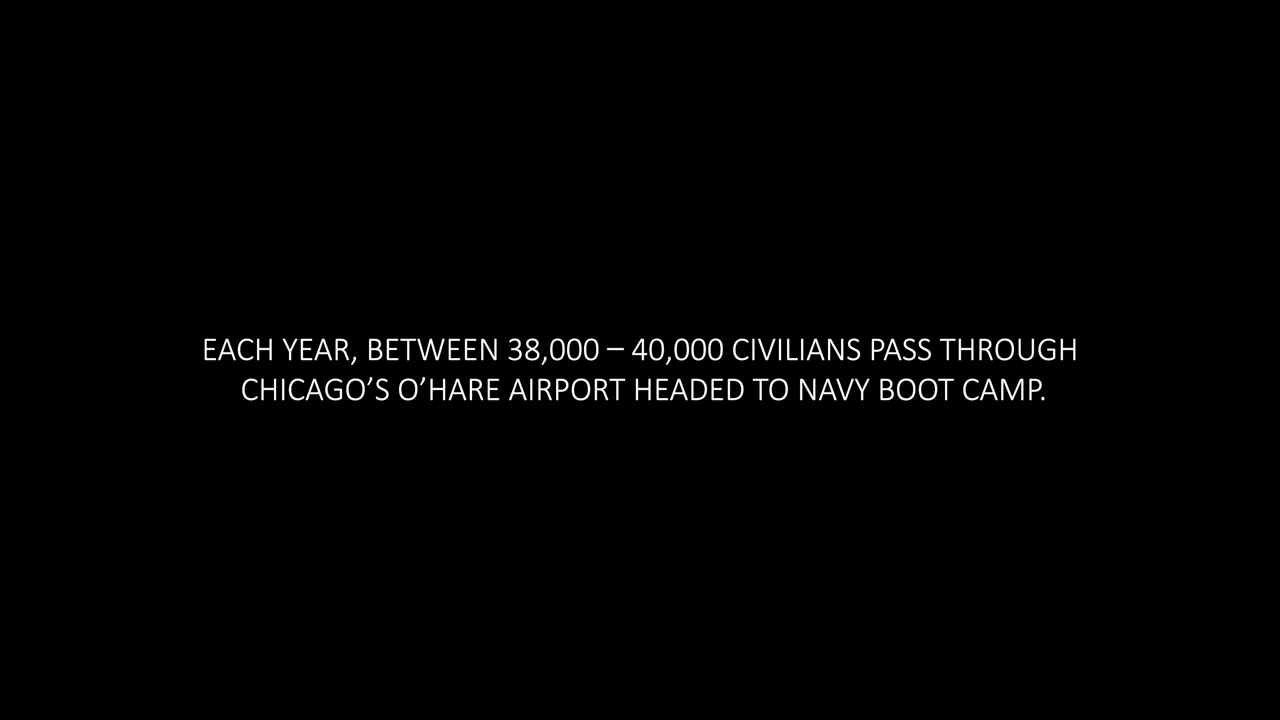 EACH YEAR, BETWEEN 38,000 – 40,000 CIVILIANS PASS THROUGH
CHICAGO’S O’HARE AIRPORT HEADED TO NAVY BOOT CAMP.